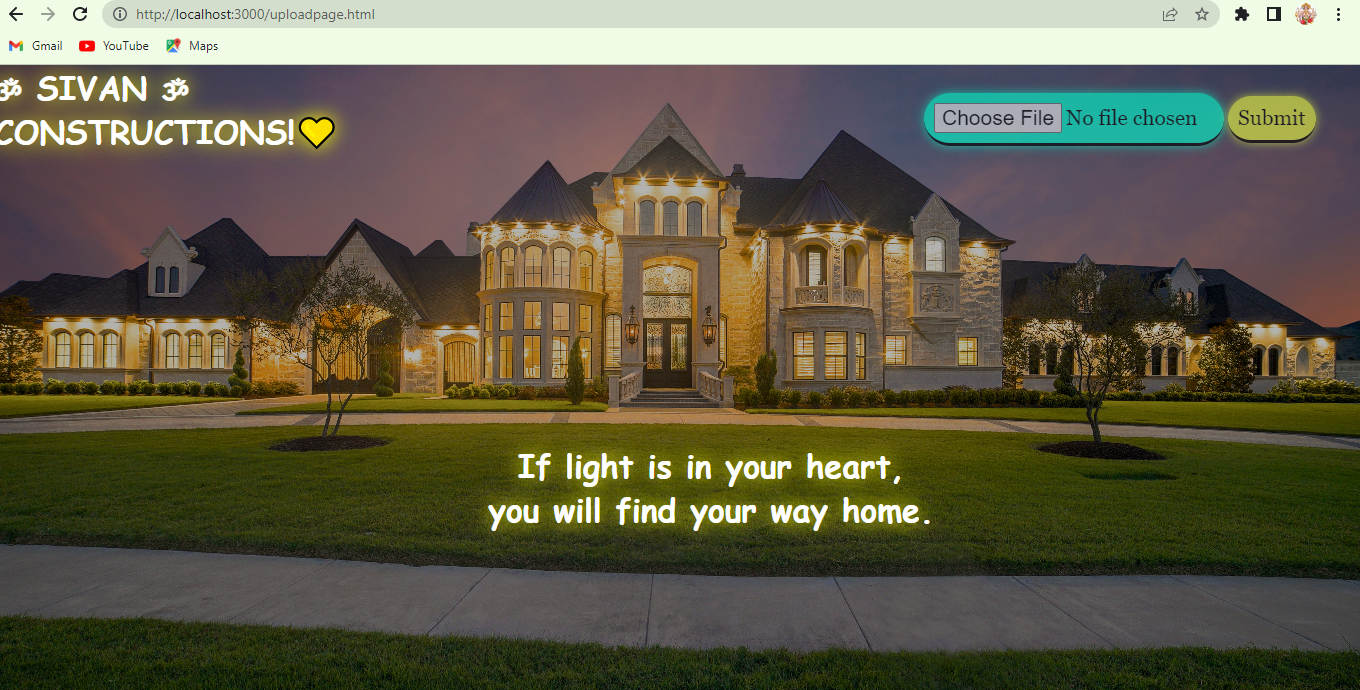 http://localhost:3000/uploadpage.html
Gmail YouTube Maps
ॐ SIVAN ॐ
CONSTRUCTIONS!💛
Choose File No file chosen Submit
If light is in your heart,
you will find your way home.